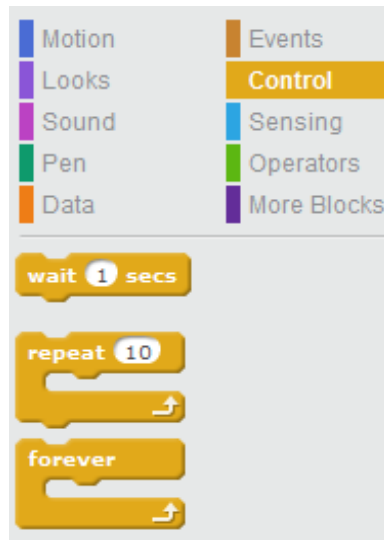 Motion Events
Looks Control
Sound Sensing
Pen Operators
Data More Blocks
wait 1 secs
repeat 10
forever